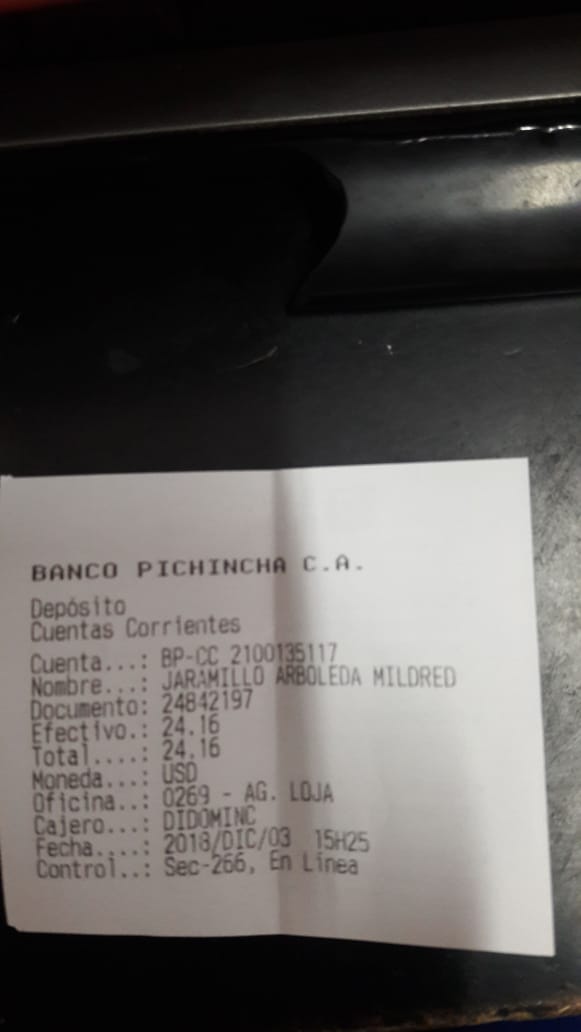 BANCO PICHINCHA C.A.
Depósito
Cuentas Corrientes
Cuenta...: BP-CC 2100135117
Nombre...: JARAMILLO ARBOLEDA MILDRED
Documento: 24842197
Efectivo.: 24.16
Total....: 24.16
Moneda...: USD
Oficina..: 0269 - AG. LOJA
Cajero...: DIDOMINC
Fecha....: 2018/DIC/03 15H25
Control..: Sec-266, En Línea